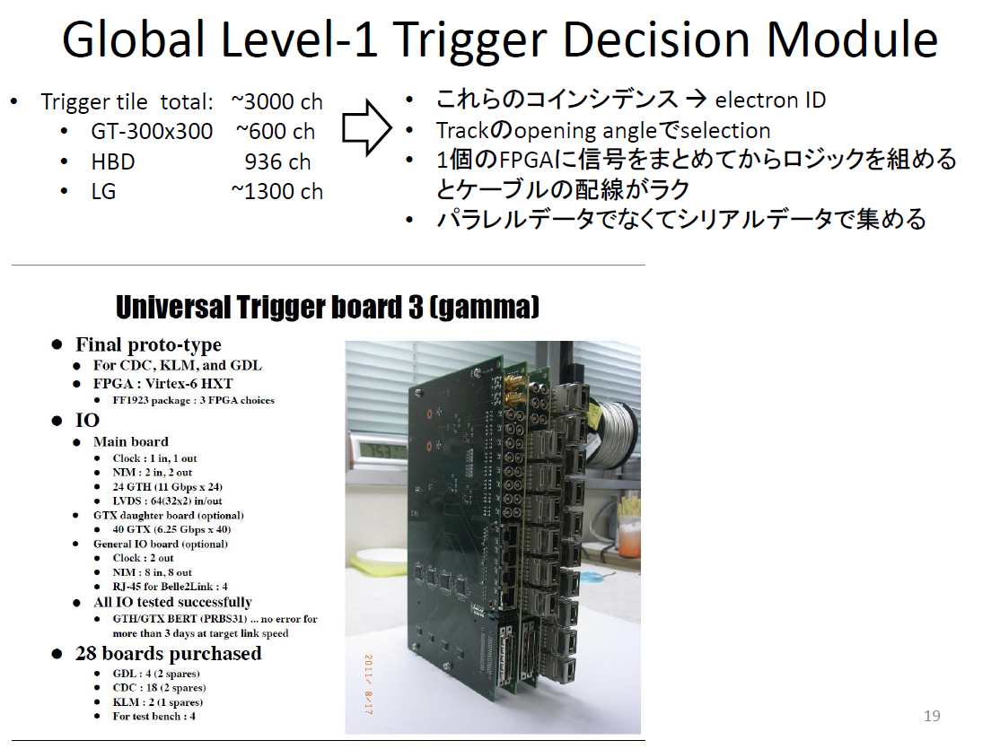 Global Level-1 Trigger Decision Module
• Trigger tile total: ~3000 ch
• GT-300x300 ~600 ch
• HBD 936 ch
• LG ~1300 ch
• これらのコインシデンス → electron ID
• Trackのopening angleでselection
• 1個のFPGAに信号をまとめてからロジックを組める
とケーブルの配線がラク
• パラレルデータでなくてシリアルデータで集める
Universal Trigger board 3 (gamma)
● Final proto-type
● For CDC, KLM, and GDL
● FPGA : Virtex-6 HXT
● FF1923 package : 3 FPGA choices
● IO
● Main board
● Clock : 1 in, 1 out
● NIM : 2 in, 2 out
● 24 GTH (11 Gbps x 24)
● LVDS : 64(32x2) in/out
● GTX daughter board (optional)
● 40 GTX (6.25 Gbps x 40)
● General IO board (optional)
● Clock : 2 out
● NIM : 8 in, 8 out
● RJ-45 for Belle2Link : 4
● All IO tested successfully
● GTH/GTX BERT (PRBS31) ... no error for
more than 3 days at target link speed
● 28 boards purchased
● GDL : 4 (2 spares)
● CDC : 18 (2 spares)
● KLM : 2 (1 spares)
● For test bench : 4
2011/ 8/17
19